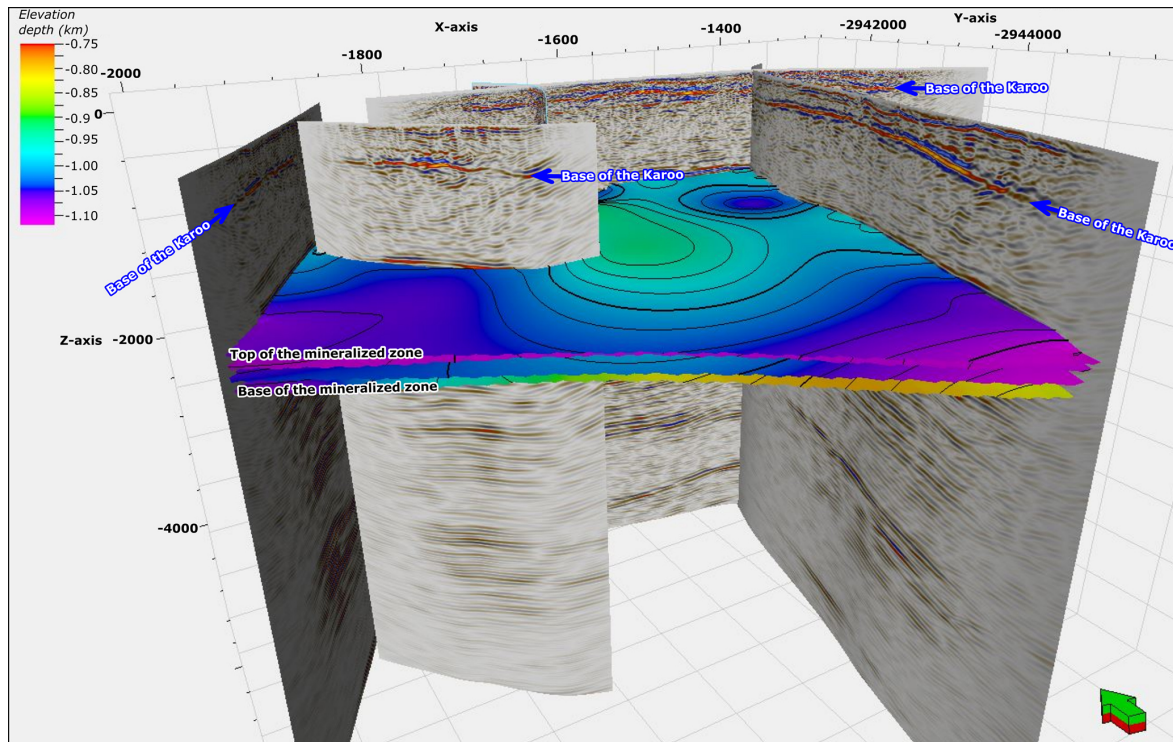 Elevation
depth (km)
-0.75
-0.80
-0.85
-0.9
-0.95
-1.00
-1.05
-1.10
X-axis
Y-axis
-2000
-1800
-1600
-1400
-2942000
-2944000
0
Z-axis
-2000
-4000
Base of the Karoo
Base of the Karoo
Base of the Karoo
Base of the Karoo
Top of the mineralized zone
Base of the mineralized zone